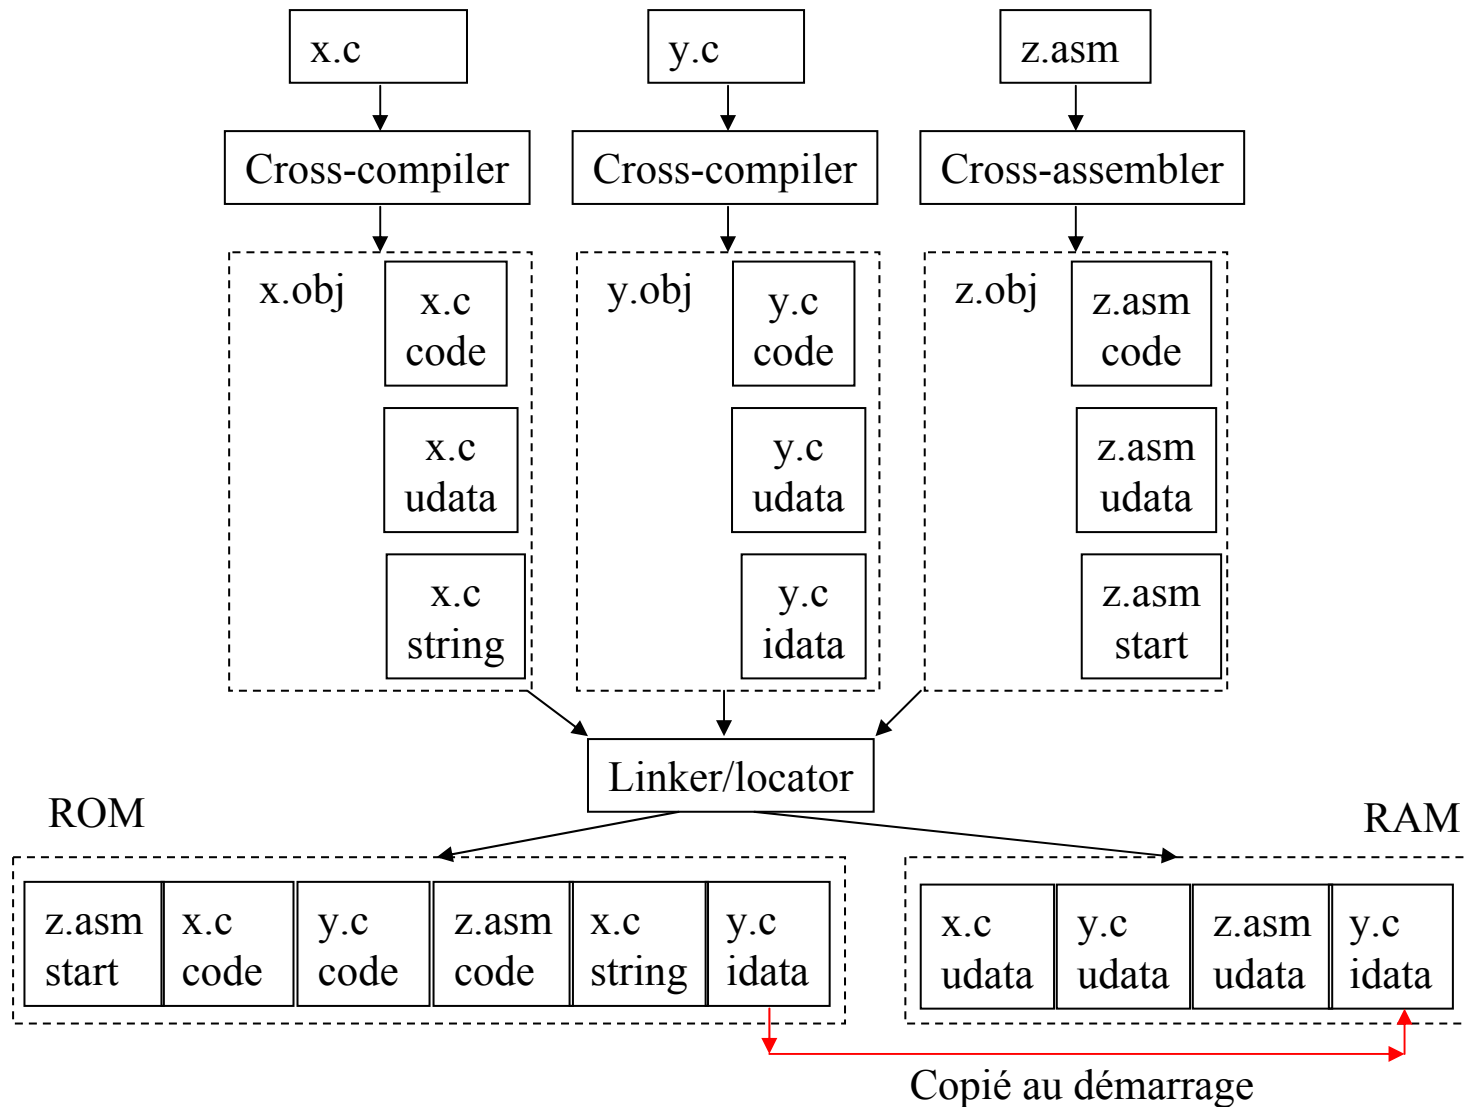 x.c
y.c
z.asm
Cross-compiler
Cross-compiler
Cross-assembler
x.obj
x.c
code
x.c
udata
x.c
string
y.obj
y.c
code
y.c
udata
y.c
idata
z.obj
z.asm
code
z.asm
udata
z.asm
start
Linker/locator
ROM
RAM
z.asm
start
x.c
code
y.c
code
z.asm
code
x.c
string
y.c
idata
x.c
udata
y.c
udata
z.asm
udata
y.c
idata
Copié au démarrage